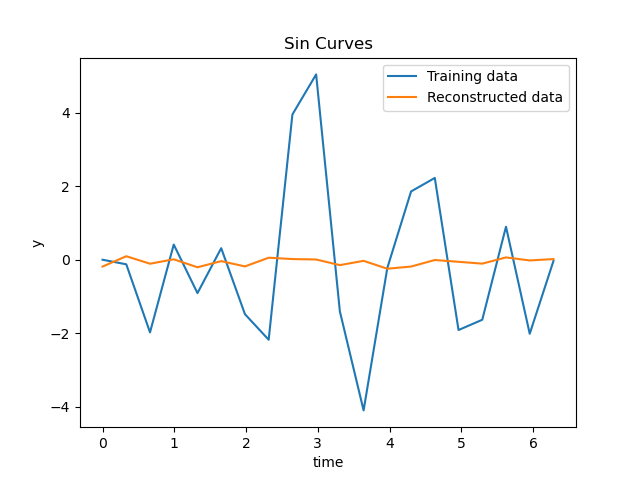 Sin Curves
Training data
Reconstructed data
y
4
2
0
−2
−4
0 1 2 3 4 5 6
time